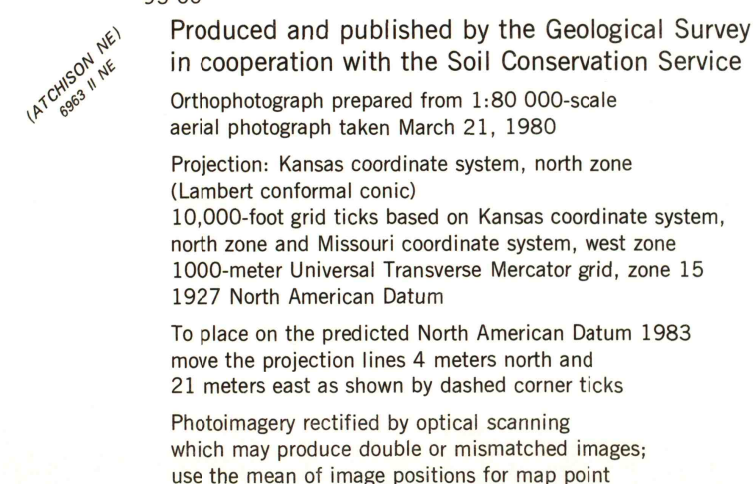 Produced and published by the Geological Survey
in cooperation with the Soil Conservation Service
(ATCHISON NE)
6963 II NE
Orthophotograph prepared from 1:80 000-scale
aerial photograph taken March 21, 1980
Projection: Kansas coordinate system, north zone
(Lambert conformal conic)
10,000-foot grid ticks based on Kansas coordinate system,
north zone and Missouri coordinate system, west zone
1000-meter Universal Transverse Mercator grid, zone 15
1927 North American Datum
To place on the predicted North American Datum 1983
move the projection lines 4 meters north and
21 meters east as shown by dashed corner ticks
Photoimagery rectified by optical scanning
which may produce double or mismatched images;
use the mean of image positions for map point